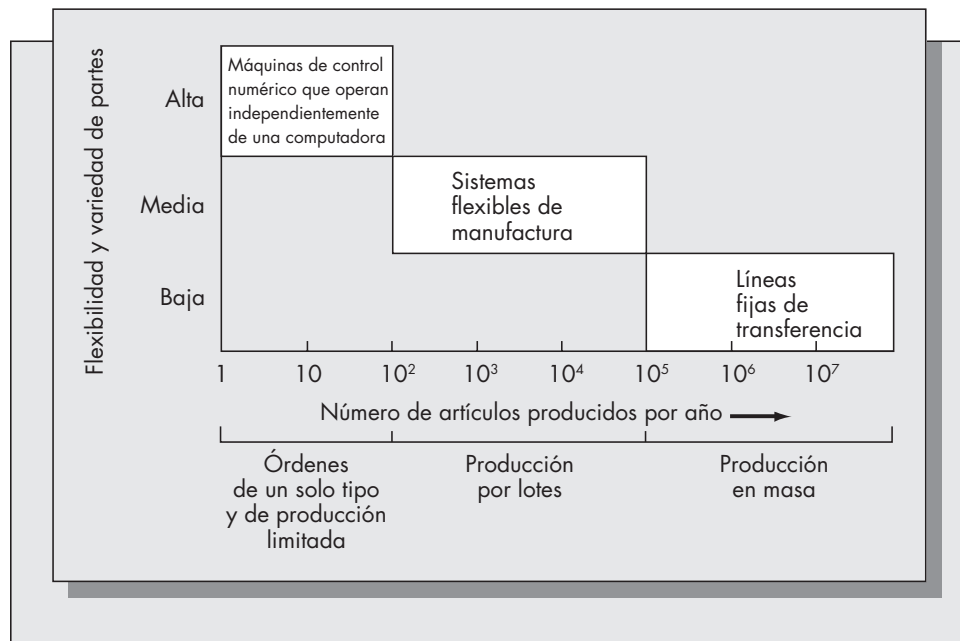 Flexibilidad y variedad de partes
Alta
Máquinas de control
numérico que operan
independientemente
de una computadora
Media
Sistemas
flexibles de
manufactura
Baja
Líneas
fijas de
transferencia
1 10 10² 10³ 10⁴ 10⁵ 10⁶ 10⁷
Número de artículos producidos por año
Órdenes
de un solo tipo
y de producción
limitada
Producción
por lotes
Producción
en masa